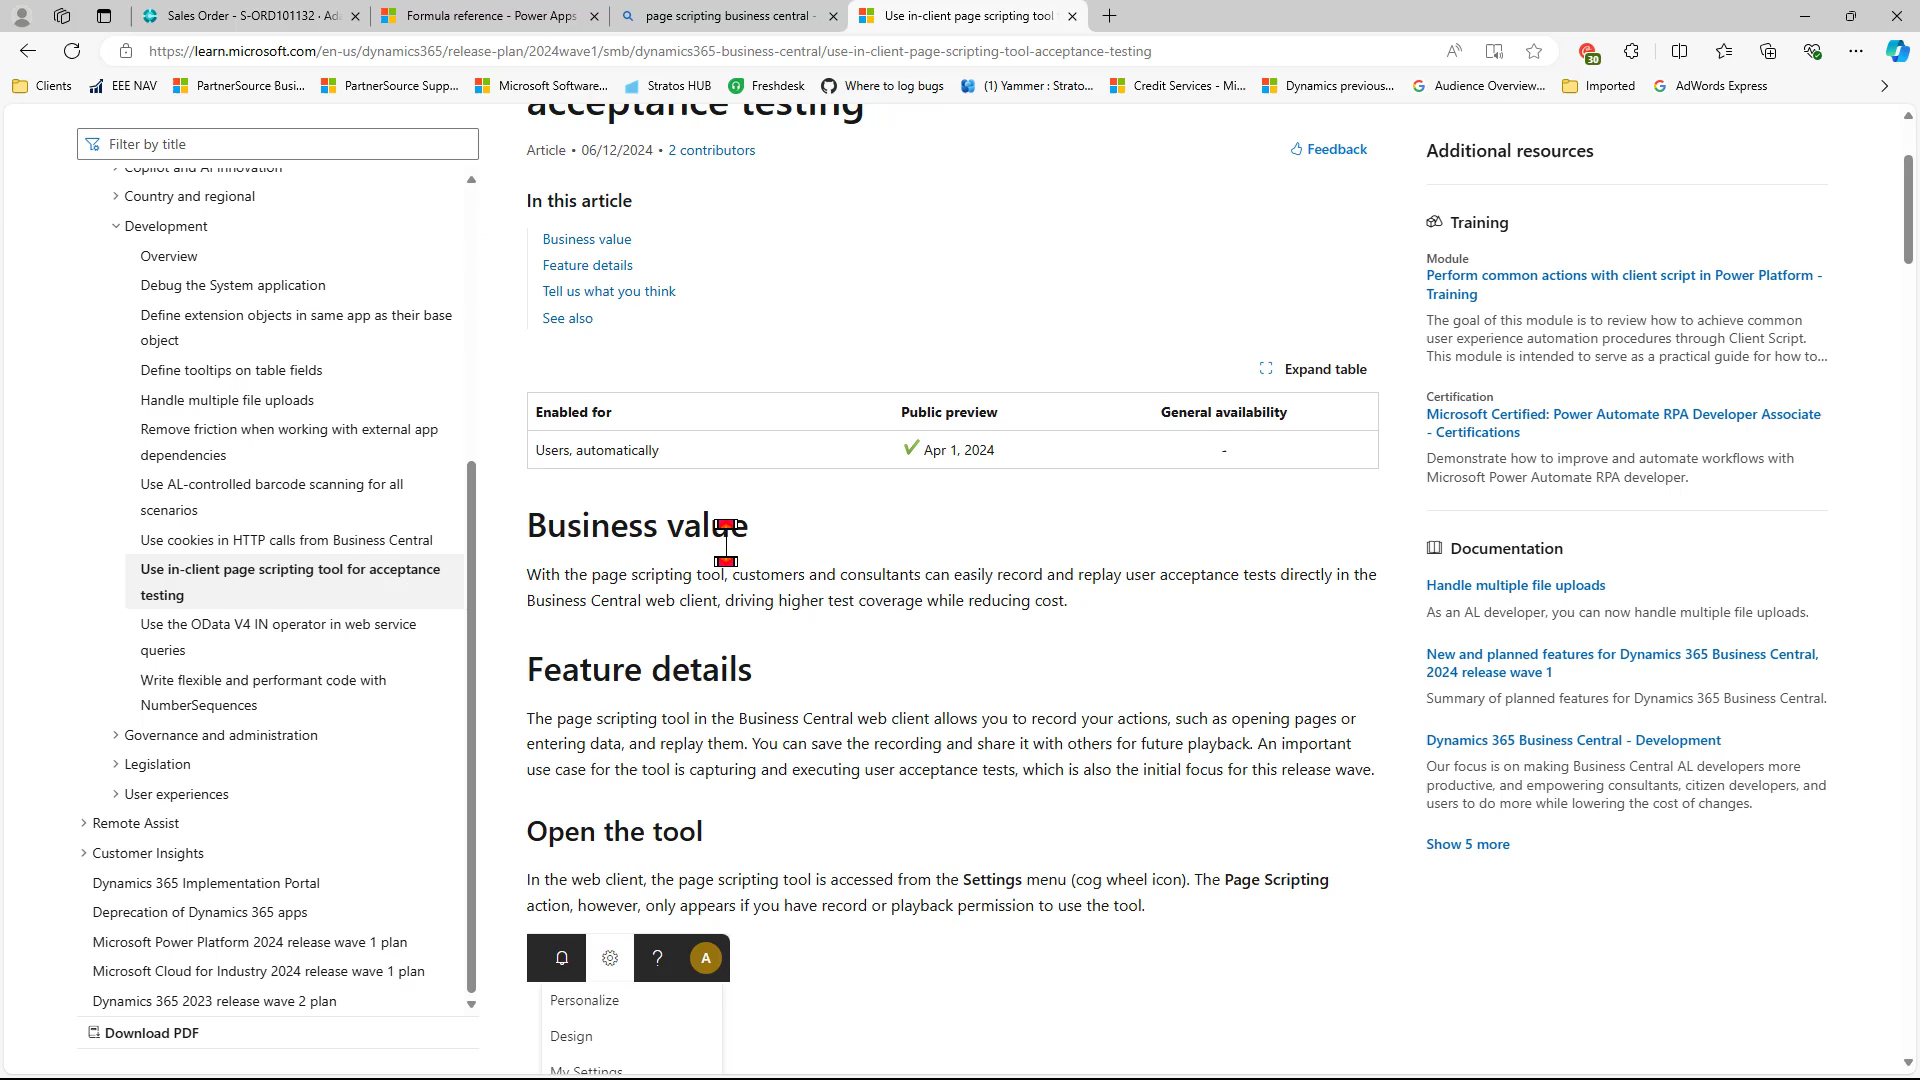 Sales Order - S-ORD101132 · Ada
Formula reference - Power Apps
page scripting business central -
Use in-client page scripting tool
https://learn.microsoft.com/en-us/dynamics365/release-plan/2024wave1/smb/dynamics365-business-central/use-in-client-page-scripting-tool-acceptance-testing
30
Clients
EEE NAV
PartnerSource Busi...
PartnerSource Supp...
Microsoft Software...
Stratos HUB
Freshdesk
Where to log bugs
(1) Yammer : Strato...
Credit Services - Mi...
Dynamics previous...
Audience Overview...
Imported
AdWords Express
Filter by title
Copilot and AI innovation
Country and regional
Development
Overview
Debug the System application
Define extension objects in same app as their base
object
Define tooltips on table fields
Handle multiple file uploads
Remove friction when working with external app
dependencies
Use AL-controlled barcode scanning for all
scenarios
Use cookies in HTTP calls from Business Central
Use in-client page scripting tool for acceptance
testing
Use the OData V4 IN operator in web service
queries
Write flexible and performant code with
NumberSequences
Governance and administration
Legislation
User experiences
Remote Assist
Customer Insights
Dynamics 365 Implementation Portal
Deprecation of Dynamics 365 apps
Microsoft Power Platform 2024 release wave 1 plan
Microsoft Cloud for Industry 2024 release wave 1 plan
Dynamics 365 2023 release wave 2 plan
Download PDF
acceptance testing
Article • 06/12/2024 • 2 contributors
Feedback
In this article
Business value
Feature details
Tell us what you think
See also
Expand table
Enabled for Public preview General availability
Users, automatically Apr 1, 2024 -
Business value
With the page scripting tool, customers and consultants can easily record and replay user acceptance tests directly in the
Business Central web client, driving higher test coverage while reducing cost.
Feature details
The page scripting tool in the Business Central web client allows you to record your actions, such as opening pages or
entering data, and replay them. You can save the recording and share it with others for future playback. An important
use case for the tool is capturing and executing user acceptance tests, which is also the initial focus for this release wave.
Open the tool
In the web client, the page scripting tool is accessed from the Settings menu (cog wheel icon). The Page Scripting
action, however, only appears if you have record or playback permission to use the tool.
? A
Personalize
Design
My Settings
Additional resources
Training
Module
Perform common actions with client script in Power Platform -
Training
The goal of this module is to review how to achieve common
user experience automation procedures through Client Script.
This module is intended to serve as a practical guide for how to...
Certification
Microsoft Certified: Power Automate RPA Developer Associate
- Certifications
Demonstrate how to improve and automate workflows with
Microsoft Power Automate RPA developer.
Documentation
Handle multiple file uploads
As an AL developer, you can now handle multiple file uploads.
New and planned features for Dynamics 365 Business Central,
2024 release wave 1
Summary of planned features for Dynamics 365 Business Central.
Dynamics 365 Business Central - Development
Our focus is on making Business Central AL developers more
productive, and empowering consultants, citizen developers, and
users to do more while lowering the cost of changes.
Show 5 more